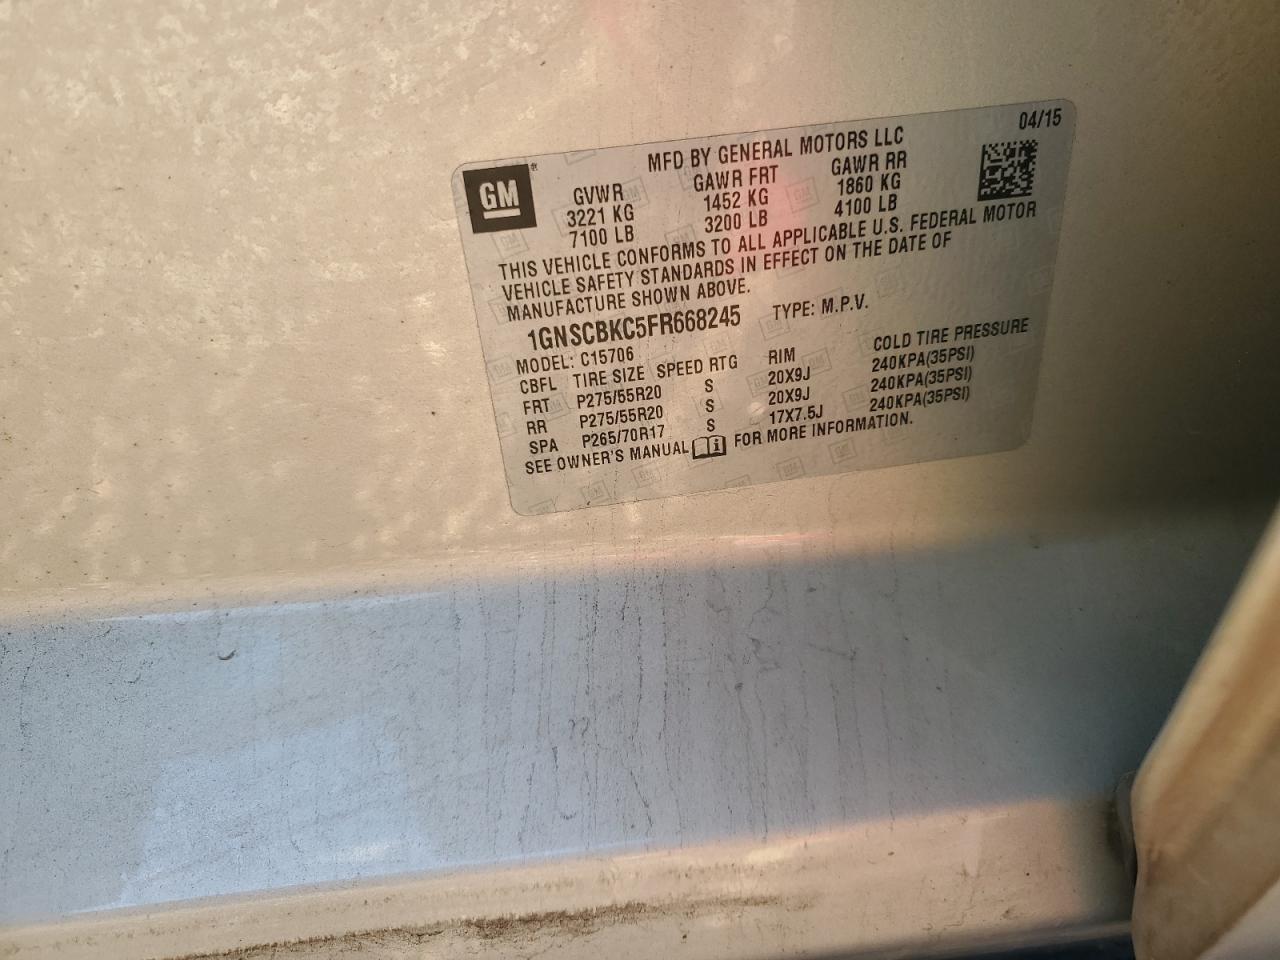 04/15
MFD BY GENERAL MOTORS LLC
GM ®
GVWR GAWR FRT GAWR RR
3221 KG 1452 KG 1860 KG
7100 LB 3200 LB 4100 LB
THIS VEHICLE CONFORMS TO ALL APPLICABLE U.S. FEDERAL MOTOR
VEHICLE SAFETY STANDARDS IN EFFECT ON THE DATE OF
MANUFACTURE SHOWN ABOVE.
1GNSCBKC5FR668245 TYPE: M.P.V.
MODEL: C15706
CBFL TIRE SIZE SPEED RTG RIM COLD TIRE PRESSURE
FRT P275/55R20 S 20X9J 240KPA(35PSI)
RR P275/55R20 S 20X9J 240KPA(35PSI)
SPA P265/70R17 S 17X7.5J 240KPA(35PSI)
SEE OWNER'S MANUAL i FOR MORE INFORMATION.